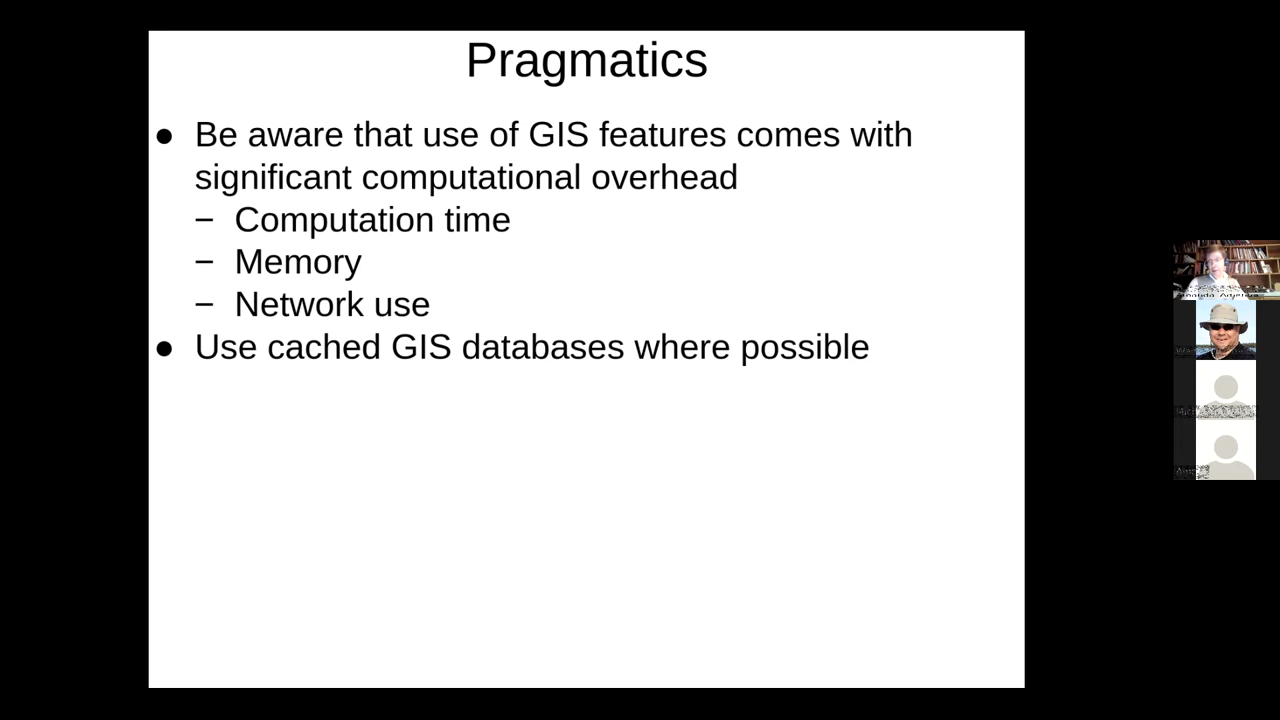 Pragmatics
● Be aware that use of GIS features comes with
significant computational overhead
– Computation time
– Memory
– Network use
● Use cached GIS databases where possible